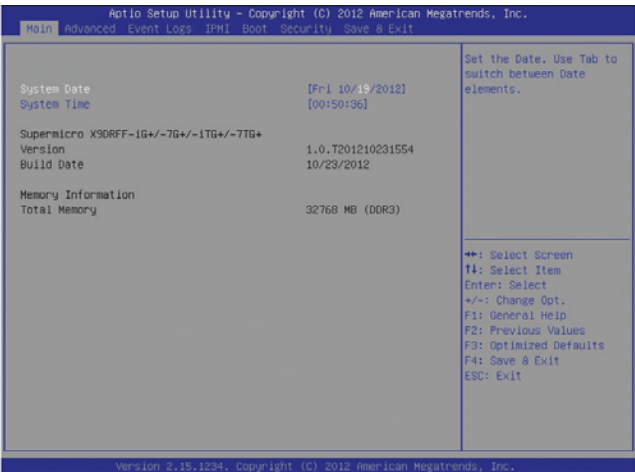 Aptio Setup Utility – Copyright (C) 2012 American Megatrends, Inc.
Main Advanced Event Logs IPMI Boot Security Save & Exit
Set the Date. Use Tab to
switch between Date
elements.
System Date [Fri 10/19/2012]
System Time [00:50:36]
Supermicro X9DRFF-iG+/-7G+/-iTG+/-7TG+
Version 1.0.T201210231554
Build Date 10/23/2012
Memory Information
Total Memory 32768 MB (DDR3)
→←: Select Screen
↑↓: Select Item
Enter: Select
+/-: Change Opt.
F1: General Help
F2: Previous Values
F3: Optimized Defaults
F4: Save & Exit
ESC: Exit
Version 2.15.1234. Copyright (C) 2012 American Megatrends, Inc.